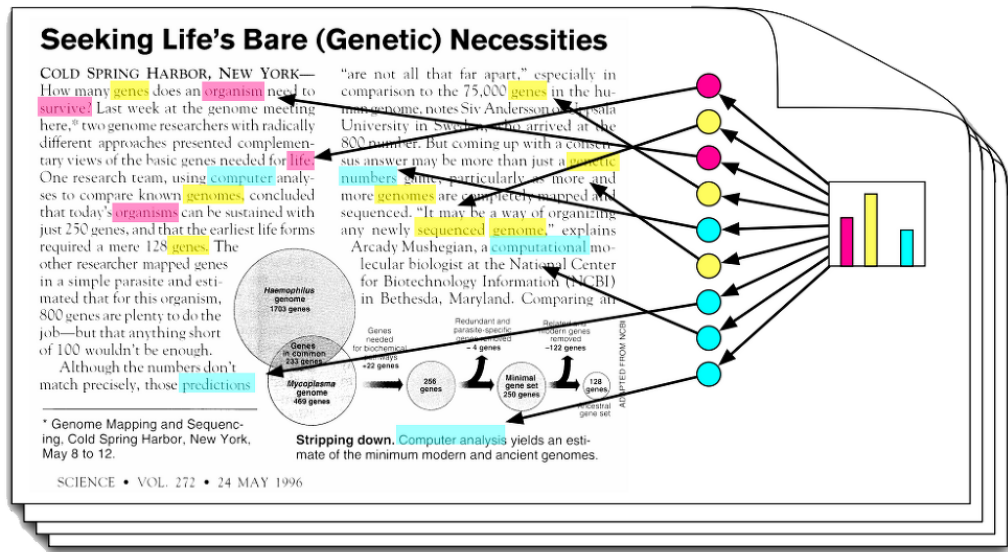 Seeking Life's Bare (Genetic) Necessities
COLD SPRING HARBOR, NEW YORK—
How many genes does an organism need to
survive? Last week at the genome meeting
here,* two genome researchers with radically
different approaches presented complemen-
tary views of the basic genes needed for life.
One research team, using computer analy-
ses to compare known genomes, concluded
that today's organisms can be sustained with
just 250 genes, and that the earliest life forms
required a mere 128 genes. The
other researcher mapped genes
in a simple parasite and esti-
mated that for this organism,
800 genes are plenty to do the
job—but that anything short
of 100 wouldn't be enough.
Although the numbers don't
match precisely, those predictions
* Genome Mapping and Sequenc-
ing, Cold Spring Harbor, New York,
May 8 to 12.
SCIENCE • VOL. 272 • 24 MAY 1996
"are not all that far apart," especially in
comparison to the 75,000 genes in the hu-
man genome, notes Siv Andersson of Uppsala
University in Sweden, who arrived at the
800 number. But coming up with a consen-
sus answer may be more than just a genetic
numbers game, particularly as more and
more genomes are completely mapped and
sequenced. "It may be a way of organizing
any newly sequenced genome," explains
Arcady Mushegian, a computational mo-
lecular biologist at the National Center
for Biotechnology Information (NCBI)
in Bethesda, Maryland. Comparing an
Haemophilus
genome
1703 genes
Genes
in common
233 genes
Mycoplasma
genome
469 genes
Genes
needed
for biochemical
pathways
+22 genes
256
genes
Redundant and
parasite-specific
genes removed
– 4 genes
Minimal
gene set
250 genes
Related and
modern genes
removed
–122 genes
128
genes
Ancestral
gene set
ADAPTED FROM NCBI
Stripping down. Computer analysis yields an esti-
mate of the minimum modern and ancient genomes.